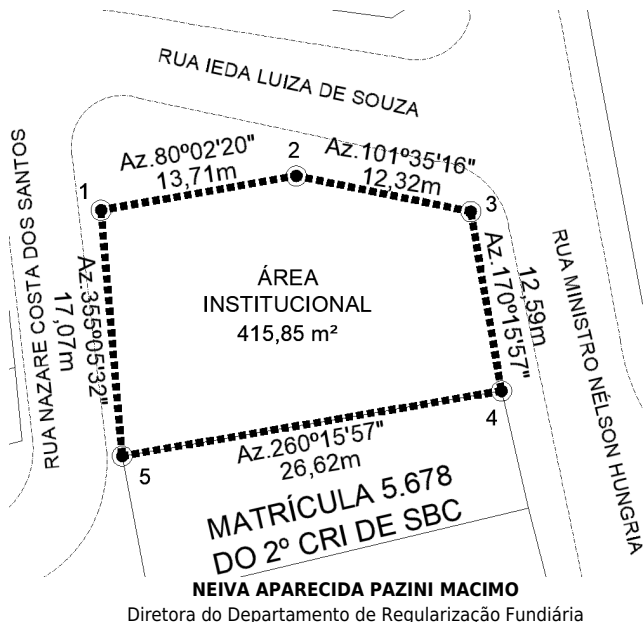 RUA IEDA LUIZA DE SOUZA
Az.80º02'20"
13,71m
2
Az.101º35'16"
12,32m
1
3
RUA NAZARE COSTA DOS SANTOS
Az.355º05'32"
17,07m
ÁREA
INSTITUCIONAL
415,85 m²
12,59m
Az.170º15'57"
RUA MINISTRO NÉLSON HUNGRIA
4
Az.260º15'57"
26,62m
5
MATRÍCULA 5.678
DO 2º CRI DE SBC
NEIVA APARECIDA PAZINI MACIMO
Diretora do Departamento de Regularização Fundiária